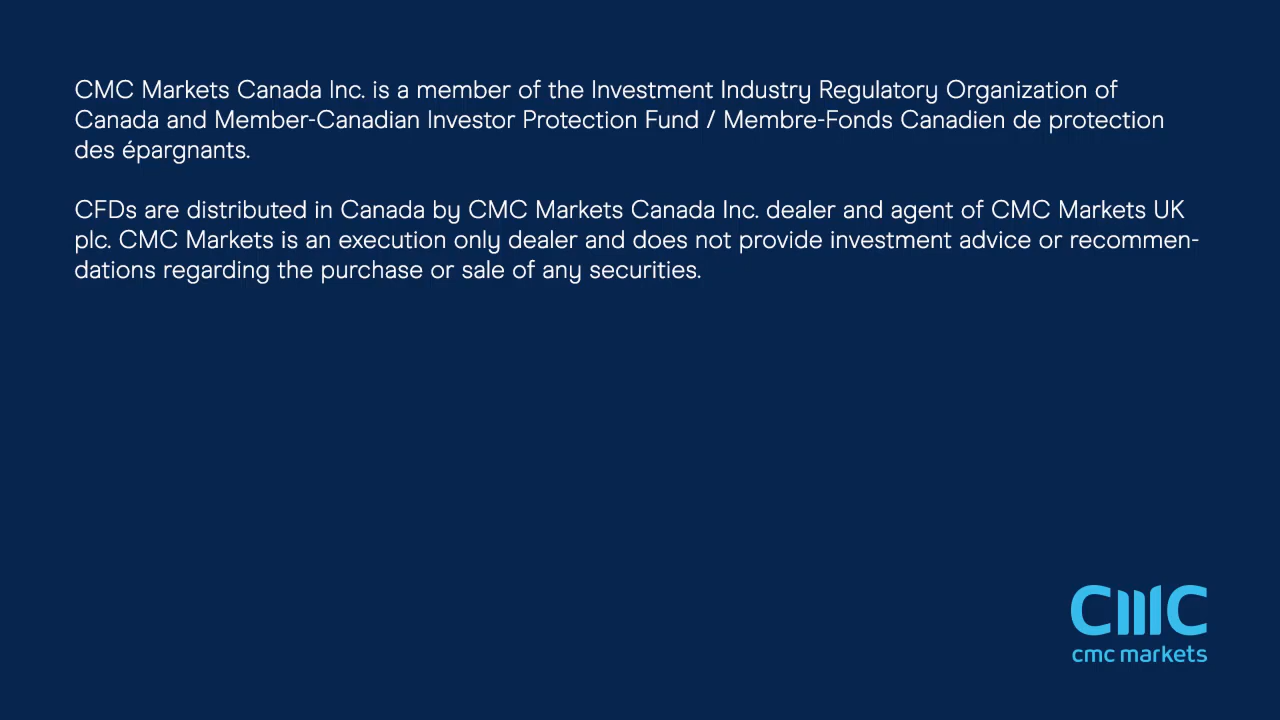 CMC Markets Canada Inc. is a member of the Investment Industry Regulatory Organization of
Canada and Member-Canadian Investor Protection Fund / Membre-Fonds Canadien de protection
des épargnants.
CFDs are distributed in Canada by CMC Markets Canada Inc. dealer and agent of CMC Markets UK
plc. CMC Markets is an execution only dealer and does not provide investment advice or recommen-
dations regarding the purchase or sale of any securities.
CMC
cmc markets